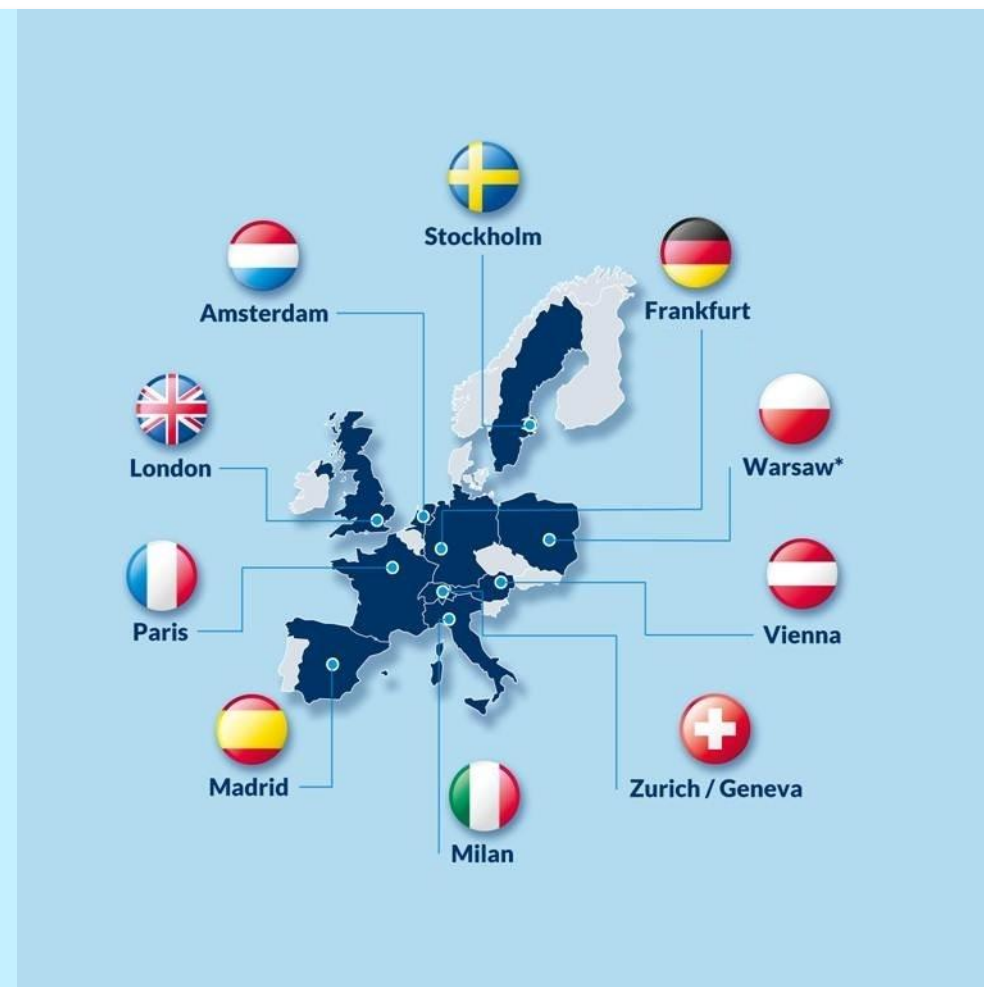 Stockholm
Amsterdam
Frankfurt
London
Warsaw*
Paris
Vienna
Madrid
Zurich / Geneva
Milan